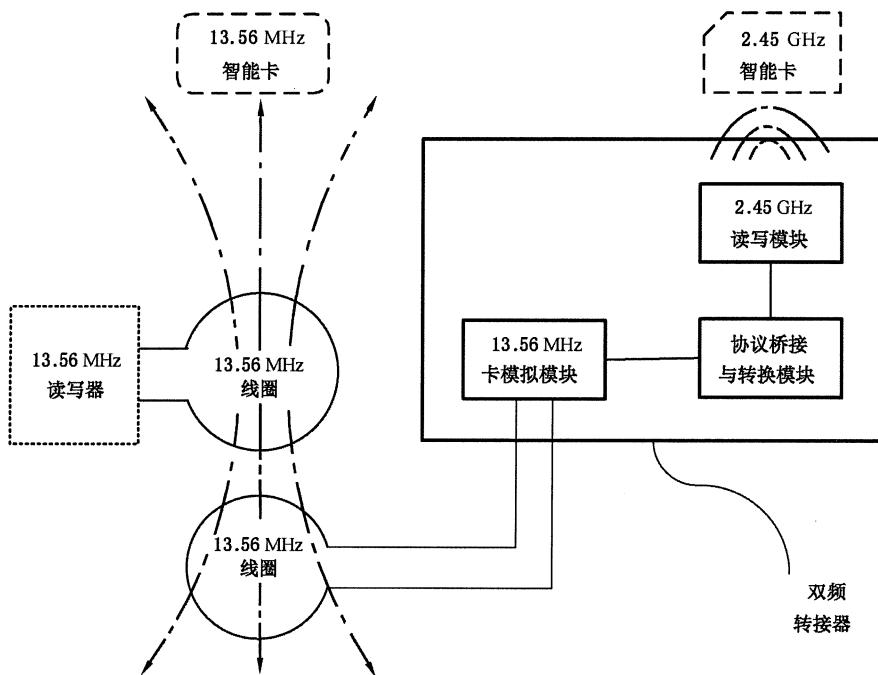 13.56 MHz
智能卡
2.45 GHz
智能卡
2.45 GHz
读写模块
13.56 MHz
读写器
13.56 MHz
线圈
13.56 MHz
卡模拟模块
协议桥接
与转换模块
13.56 MHz
线圈
双频
转接器